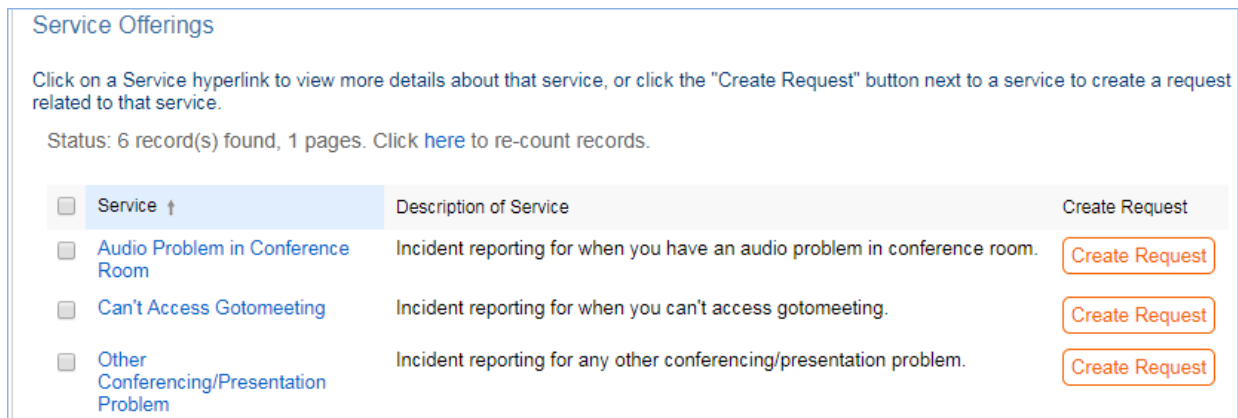 Service Offerings
Click on a Service hyperlink to view more details about that service, or click the "Create Request" button next to a service to create a request
related to that service.
Status: 6 record(s) found, 1 pages. Click here to re-count records.
Service ↑ Description of Service Create Request
Audio Problem in Conference Incident reporting for when you have an audio problem in conference room. Create Request
Room
Can't Access Gotomeeting Incident reporting for when you can't access gotomeeting. Create Request
Other Incident reporting for any other conferencing/presentation problem. Create Request
Conferencing/Presentation
Problem